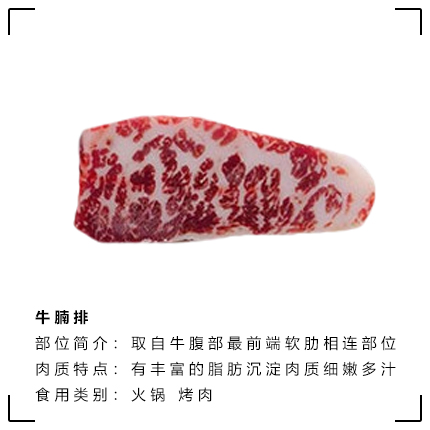 牛腩排
部位简介：取自牛腹部最前端软肋相连部位
肉质特点：有丰富的脂肪沉淀肉质细嫩多汁
食用类别：火锅 烤肉